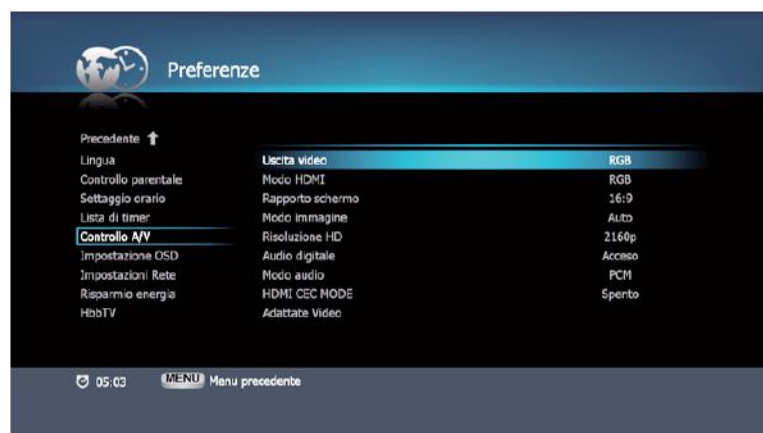 Preferenze
Precedente ↑
Lingua
Controllo parentale
Settaggio orario
Lista di timer
Controllo A/V
Impostazione OSD
Impostazioni Rete
Risparmio energia
HbbTV
Uscita video RGB
Modo HDMI RGB
Rapporto schermo 16:9
Modo immagine Auto
Risoluzione HD 2160p
Audio digitale Acceso
Modo audio PCM
HDMI CEC MODE Spento
Adattate Video
05:03 MENU Menu precedente